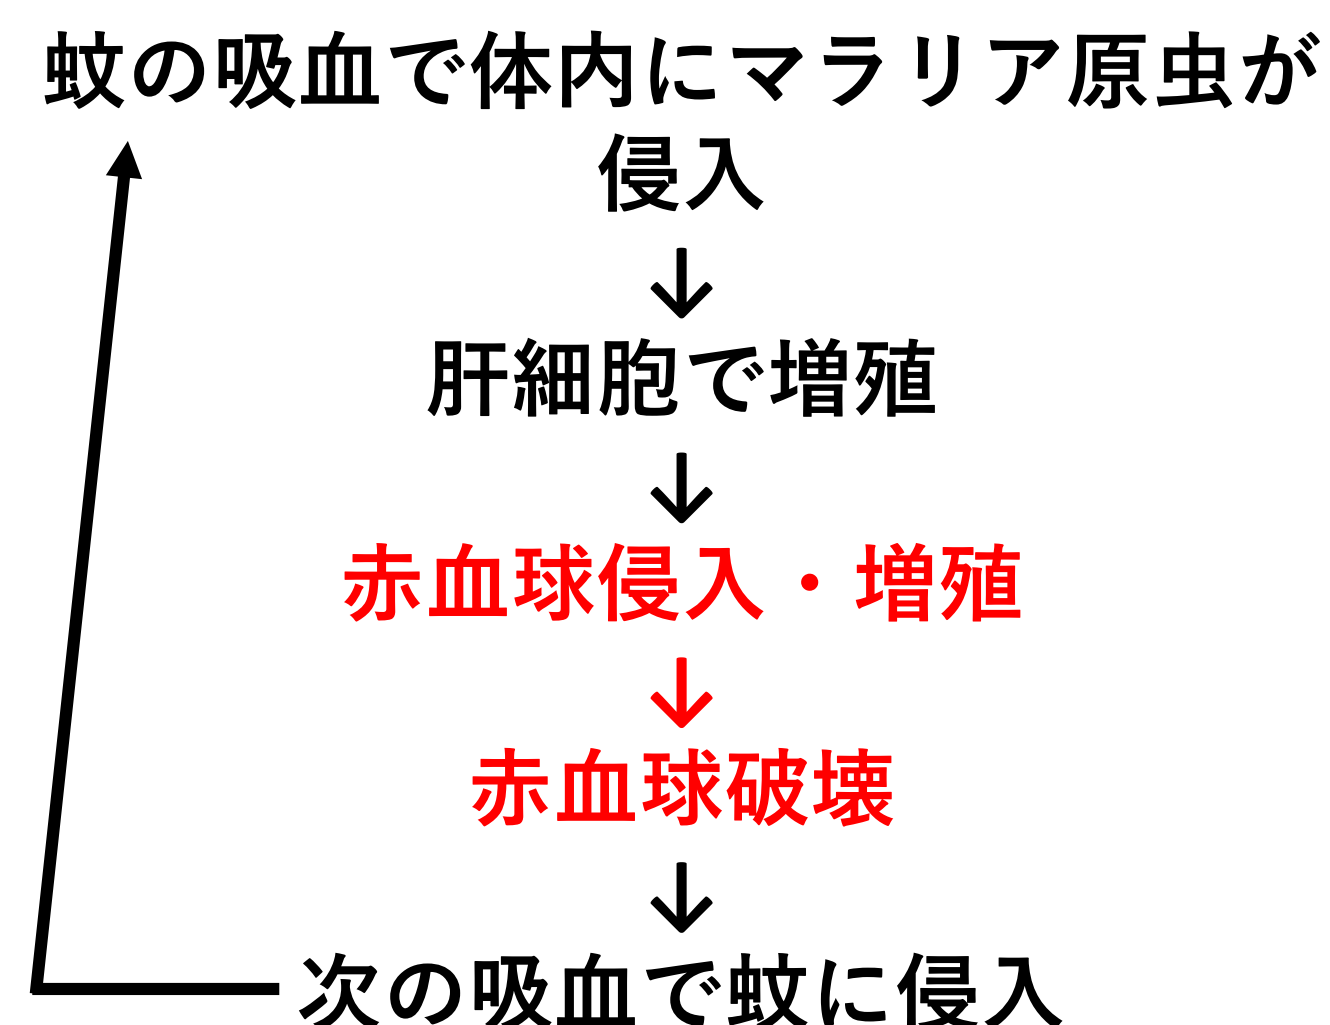 蚊の吸血で体内にマラリア原虫が
侵入
↓
肝細胞で増殖
↓
赤血球侵入・増殖
↓
赤血球破壊
↓
次の吸血で蚊に侵入